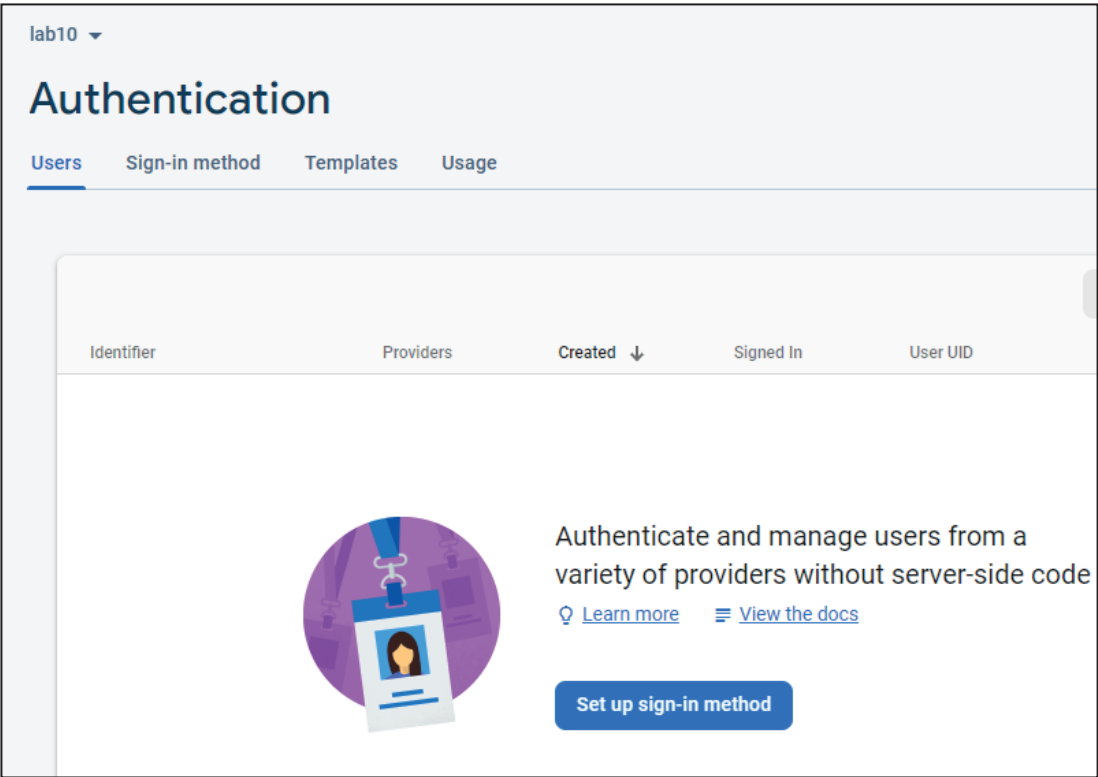 lab10
Authentication
Users Sign-in method Templates Usage
Identifier Providers Created Signed In User UID
Authenticate and manage users from a
variety of providers without server-side code
Learn more View the docs
Set up sign-in method